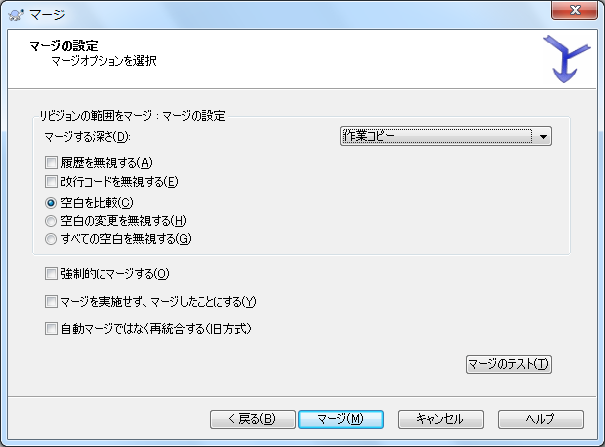 マージ
マージの設定
マージオプションを選択
リビジョンの範囲をマージ : マージの設定
マージする深さ(D):
作業コピー
履歴を無視する(A)
改行コードを無視する(E)
空白を比較(C)
空白の変更を無視する(H)
すべての空白を無視する(G)
強制的にマージする(O)
マージを実施せず、マージしたことにする(Y)
自動マージではなく再統合する(旧方式)
マージのテスト(T)
< 戻る(B)
マージ(M)
キャンセル
ヘルプ